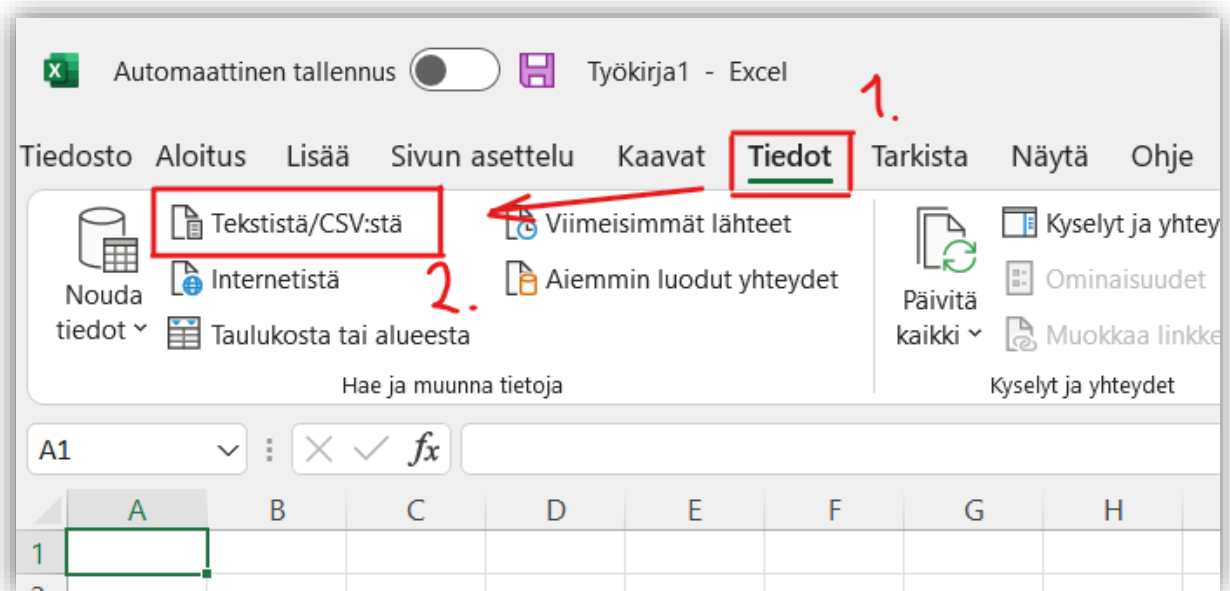 Automaattinen tallennus Työkirja1 - Excel
1.
Tiedosto Aloitus Lisää Sivun asettelu Kaavat Tiedot Tarkista Näytä Ohje
Tekstistä/CSV:stä Viimeisimmät lähteet Kyselyt ja yhtey
Nouda tiedot Internetistä 2. Aiemmin luodut yhteydet Päivitä kaikki Ominaisuudet
Taulukosta tai alueesta Muokkaa linkke
Hae ja muunna tietoja Kyselyt ja yhteydet
A1 fx
A B C D E F G H
1